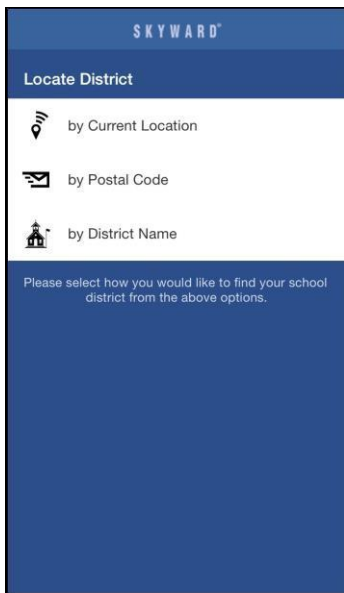 SKYWARD™
Locate District
by Current Location
by Postal Code
by District Name
Please select how you would like to find your school
district from the above options.